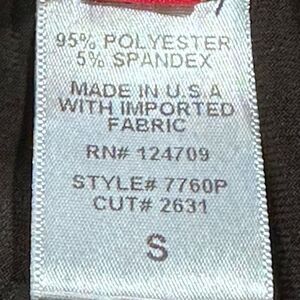 95% POLYESTER
5% SPANDEX
MADE IN U.S.A
WITH IMPORTED
FABRIC
RN# 124709
STYLE# 7760P
CUT# 2631
S